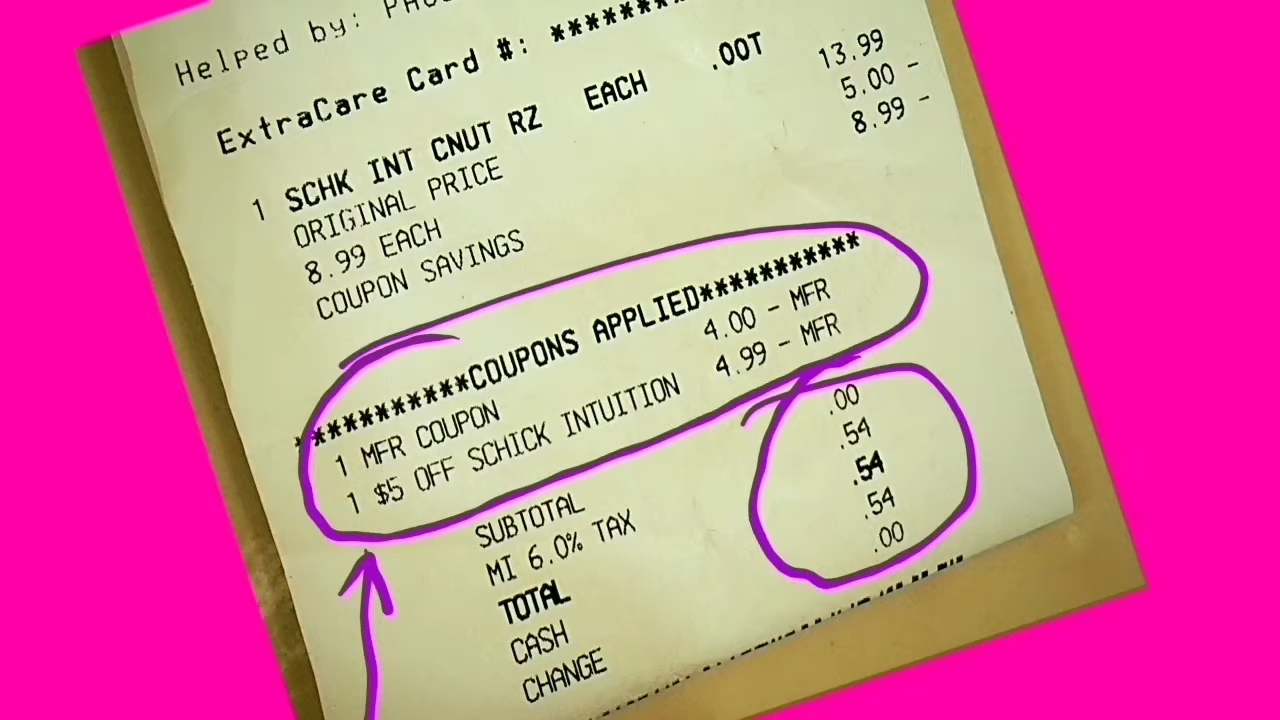 Helped by:
ExtraCare Card #: *********
1 SCHK INT CNUT RZ EACH .00T
ORIGINAL PRICE 13.99
8.99 EACH 5.00 -
COUPON SAVINGS 8.99 -
***********COUPONS APPLIED***********
1 MFR COUPON 4.00 - MFR
1 $5 OFF SCHICK INTUITION 4.99 - MFR
SUBTOTAL .00
MI 6.0% TAX .54
TOTAL .54
CASH .54
CHANGE .00